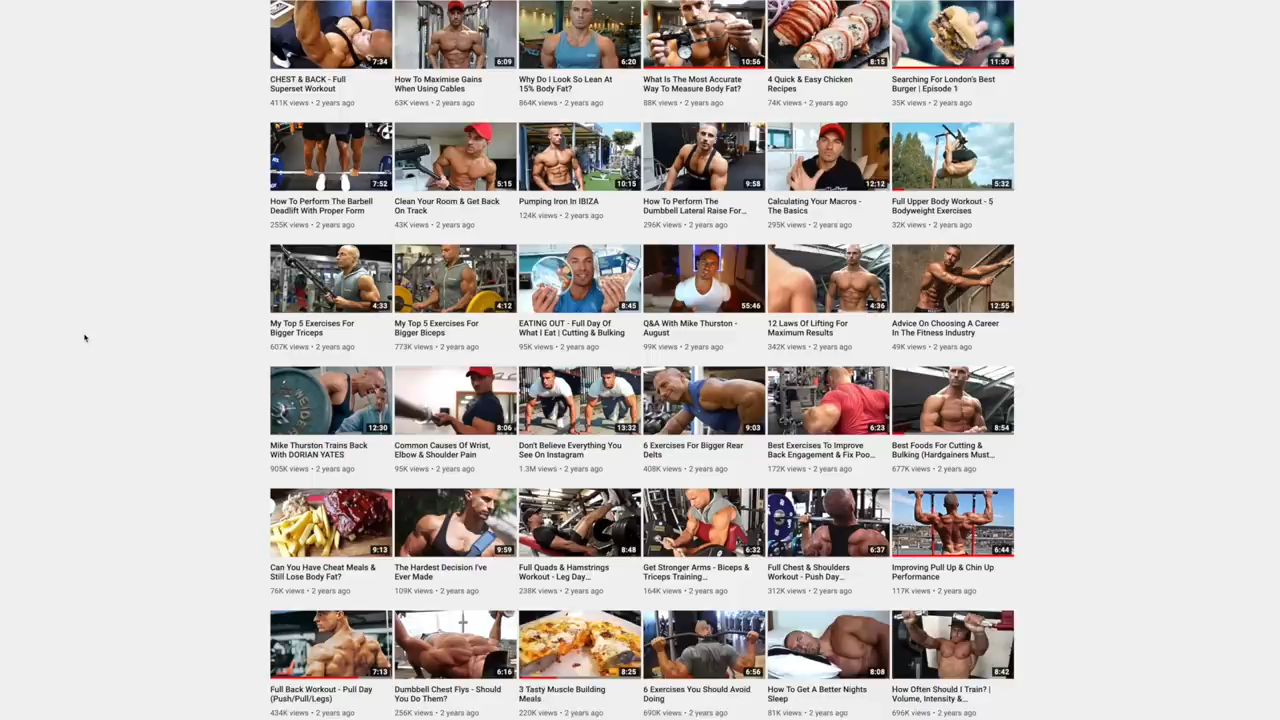 7:34
6:09
6:20
10:56
8:15
11:50
CHEST & BACK - Full
Superset Workout
411K views • 2 years ago
How To Maximise Gains
When Using Cables
63K views • 2 years ago
Why Do I Look So Lean At
15% Body Fat?
864K views • 2 years ago
What Is The Most Accurate
Way To Measure Body Fat?
88K views • 2 years ago
4 Quick & Easy Chicken
Recipes
74K views • 2 years ago
Searching For London's Best
Burger | Episode 1
35K views • 2 years ago
7:52
5:15
10:15
9:58
12:12
5:32
How To Perform The Barbell
Deadlift With Proper Form
255K views • 2 years ago
Clean Your Room & Get Back
On Track
43K views • 2 years ago
Pumping Iron In IBIZA
124K views • 2 years ago
How To Perform The
Dumbbell Lateral Raise For...
296K views • 2 years ago
Calculating Your Macros -
The Basics
295K views • 2 years ago
Full Upper Body Workout - 5
Bodyweight Exercises
32K views • 2 years ago
4:33
4:12
8:45
55:46
4:36
12:55
My Top 5 Exercises For
Bigger Triceps
607K views • 2 years ago
My Top 5 Exercises For
Bigger Biceps
773K views • 2 years ago
EATING OUT - Full Day Of
What I Eat | Cutting & Bulking
95K views • 2 years ago
Q&A With Mike Thurston -
August
99K views • 2 years ago
12 Laws Of Lifting For
Maximum Results
342K views • 2 years ago
Advice On Choosing A Career
In The Fitness Industry
49K views • 2 years ago
12:30
8:06
13:32
9:03
6:23
8:54
Mike Thurston Trains Back
With DORIAN YATES
905K views • 2 years ago
Common Causes Of Wrist,
Elbow & Shoulder Pain
95K views • 2 years ago
Don't Believe Everything You
See On Instagram
1.3M views • 2 years ago
6 Exercises For Bigger Rear
Delts
408K views • 2 years ago
Best Exercises To Improve
Back Engagement & Fix Poo...
172K views • 2 years ago
Best Foods For Cutting &
Bulking (Hardgainers Must...
677K views • 2 years ago
9:13
9:59
8:48
6:32
6:37
6:44
Can You Have Cheat Meals &
Still Lose Body Fat?
76K views • 2 years ago
The Hardest Decision I've
Ever Made
109K views • 2 years ago
Full Quads & Hamstrings
Workout - Leg Day...
238K views • 2 years ago
Get Stronger Arms - Biceps &
Triceps Training...
164K views • 2 years ago
Full Chest & Shoulders
Workout - Push Day...
312K views • 2 years ago
Improving Pull Up & Chin Up
Performance
117K views • 2 years ago
7:13
6:16
8:25
6:56
8:08
8:42
Full Back Workout - Pull Day
(Push/Pull/Legs)
434K views • 2 years ago
Dumbbell Chest Flys - Should
You Do Them?
256K views • 2 years ago
3 Tasty Muscle Building
Meals
220K views • 2 years ago
6 Exercises You Should Avoid
Doing
690K views • 2 years ago
How To Get A Better Nights
Sleep
81K views • 2 years ago
How Often Should I Train? |
Volume, Intensity &...
696K views • 2 years ago